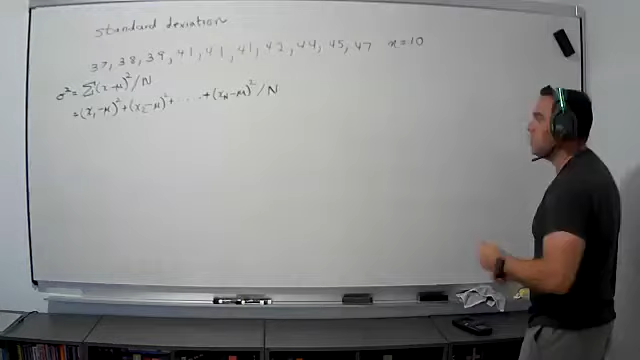 standard deviation
37, 38, 39, 41, 41, 41, 42, 44, 45, 47 n=10
σ² = Σ(x-μ)²/N
= (x₁-μ)² + (x₂-μ)² + ..... + (x_N-μ)²/N